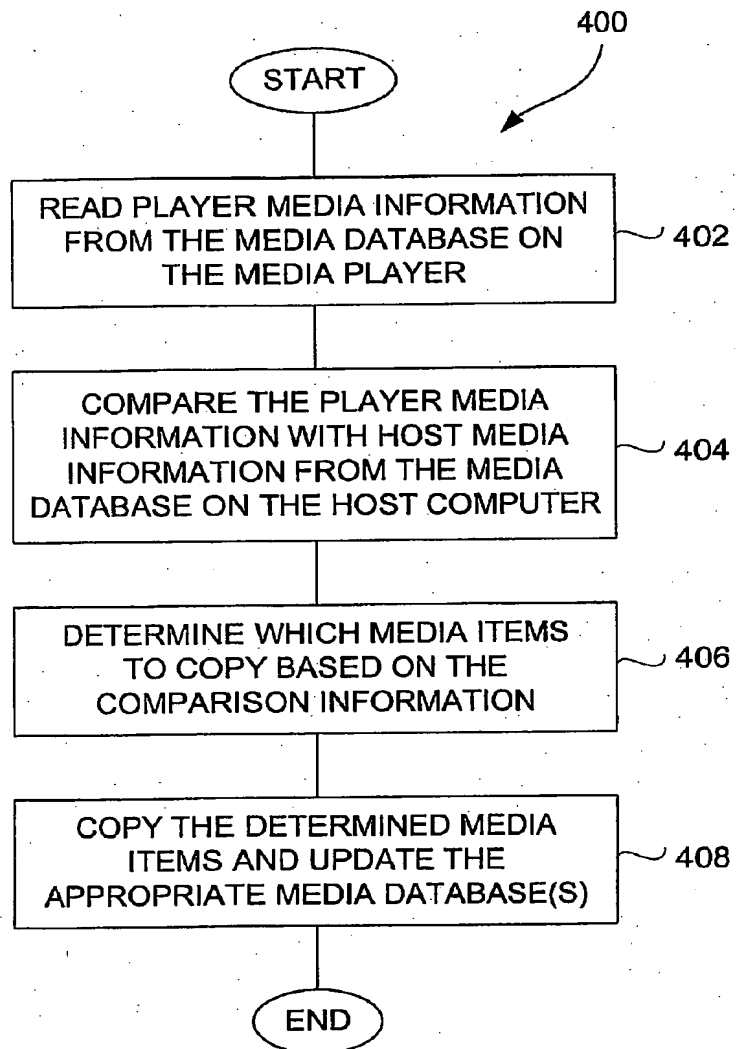 400
START
READ PLAYER MEDIA INFORMATION
FROM THE MEDIA DATABASE ON
THE MEDIA PLAYER
402
COMPARE THE PLAYER MEDIA
INFORMATION WITH HOST MEDIA
INFORMATION FROM THE MEDIA
DATABASE ON THE HOST COMPUTER
404
DETERMINE WHICH MEDIA ITEMS
TO COPY BASED ON THE
COMPARISON INFORMATION
406
COPY THE DETERMINED MEDIA
ITEMS AND UPDATE THE
APPROPRIATE MEDIA DATABASE(S)
408
END